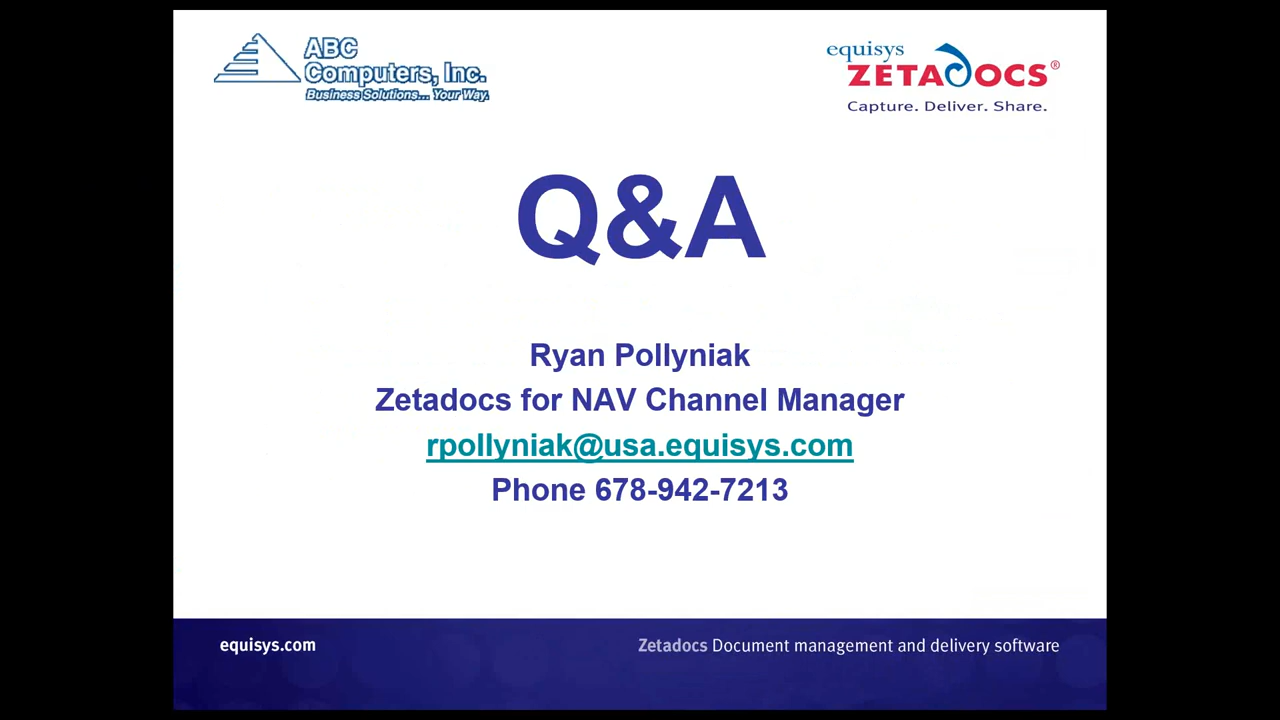 ABC
Computers, Inc.
Business Solutions... Your Way.
equisys
ZETADOCS®
Capture. Deliver. Share.
Q&A
Ryan Pollyniak
Zetadocs for NAV Channel Manager
rpollyniak@usa.equisys.com
Phone 678-942-7213
equisys.com
Zetadocs Document management and delivery software